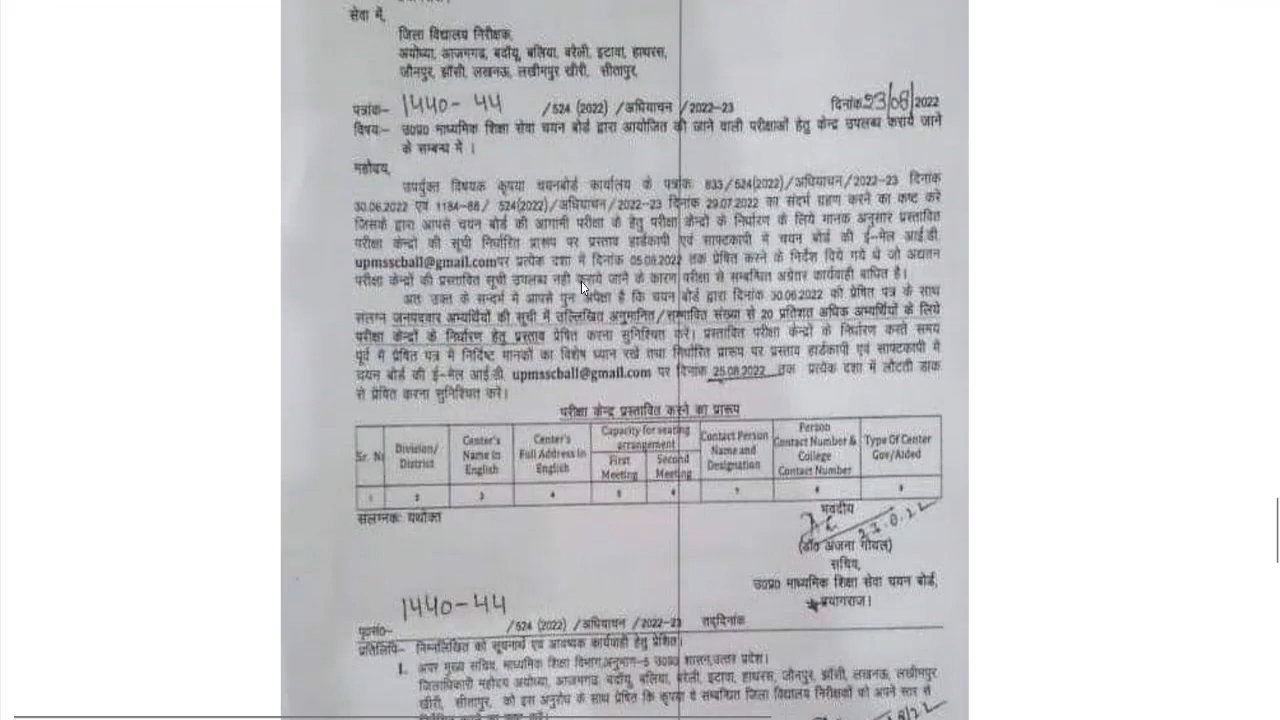 सेवा में,
जिला विद्यालय निरीक्षक,
अयोध्या, आजमगढ, बदाँयू, बलिया, बरेली, इटावा, हाथरस,
जौनपुर, झाँसी, लखनऊ, लखीमपुर खीरी, सीतापुर,
पत्रांक- 1440-44 /524 (2022) /अधियाचन /2022-23 दिनांक 23/08/2022
विषय:- उ0प्र0 माध्यमिक शिक्षा सेवा चयन बोर्ड द्वारा आयोजित की जाने वाली परीक्षाओं हेतु केन्द्र उपलब्ध कराये जाने
के सम्बन्ध में ।
महोदय,
उपर्युक्त विषयक कृपया चयनबोर्ड कार्यालय के पत्रांक: 833/524(2022)/अधियाचन/2022-23 दिनांक
30.06.2022 एवं 1184-88/ 524(2022)/अधियाचन/2022-23 दिनांक 29.07.2022 का संदर्भ ग्रहण करने का कष्ट करें
जिसके द्वारा आपसे चयन बोर्ड की आगामी परीक्षा के हेतु परीक्षा केन्द्रों के निर्धारण के लिये मानक अनुसार प्रस्तावित
परीक्षा केन्द्रों की सूची निर्धारित प्रारूप पर प्रस्ताव हार्डकापी एवं साफ्टकापी में चयन बोर्ड की ई-मेल आई.डी.
upmsscball@gmail.comपर प्रत्येक दशा में दिनांक 05.08.2022 तक प्रेषित करने के निर्देश दिये गये थे जो अद्यतन
परीक्षा केन्द्रों की प्रस्तावित सूची उपलब्ध नही कराये जाने के कारण परीक्षा से सम्बन्धित अग्रेतर कार्यवाही बाधित है।
अतः उक्त के सन्दर्भ में आपसे पुनः अपेक्षा है कि चयन बोर्ड द्वारा दिनांक 30.06.2022 को प्रेषित पत्र के साथ
संलग्न जनपदवार अभ्यर्थियों की सूची में उल्लिखित अनुमानित/सम्भावित संख्या से 20 प्रतिशत अधिक अभ्यर्थियों के लिये
परीक्षा केन्द्रों के निर्धारण हेतु प्रस्ताव प्रेषित करना सुनिश्चित करें। प्रस्तावित परीक्षा केन्द्रों के निर्धारण करते समय
पूर्व में प्रेषित पत्र में निर्दिष्ट मानकों का विशेष ध्यान रखें तथा निर्धारित प्रारूप पर प्रस्ताव हार्डकापी एवं साफ्टकापी में
चयन बोर्ड की ई-मेल आई.डी. upmsscball@gmail.com पर दिनांक 25.08.2022 तक प्रत्येक दशा में लौटती डाक
से प्रेषित करना सुनिश्चित करें।
परीक्षा केन्द्र प्रस्तावित करने का प्रारूप
Sr. N Division/ District Center's Name in English Center's Full Address in English Capacity for seating arrangement First Meeting Second Meeting Contact Person Name and Designation Person Contact Number & College Contact Number Type Of Center Gov/Aided
1 2 3 4 5 6 7 8 9
संलग्नक: यथोक्त
भवदीय
23.0.22
(डॉ0 अंजना गोयल)
सचिव,
उ0प्र0 माध्यमिक शिक्षा सेवा चयन बोर्ड,
प्रयागराज।
1440-44
पृ0सं0- /524 (2022) /अधियाचन /2022-23 तद्दिनांक
प्रतिलिपि- निम्नलिखित को सूचनार्थ एवं आवश्यक कार्यवाही हेतु प्रेषित।
1. अपर मुख्य सचिव, माध्यमिक शिक्षा विभाग,अनुभाग-5 उ0प्र0 शासन,उत्तर प्रदेश।
जिलाधिकारी महोदय अयोध्या, आजमगढ बदाँयू, बलिया, बरेली, इटावा, हाथरस, जौनपुर, झाँसी, लखनऊ, लखीमपुर
खीरी, सीतापुर, को इस अनुरोध के साथ प्रेषित कि कृपया वे सम्बन्धित जिला विद्यालय निरीक्षकों को अपने स्तर से